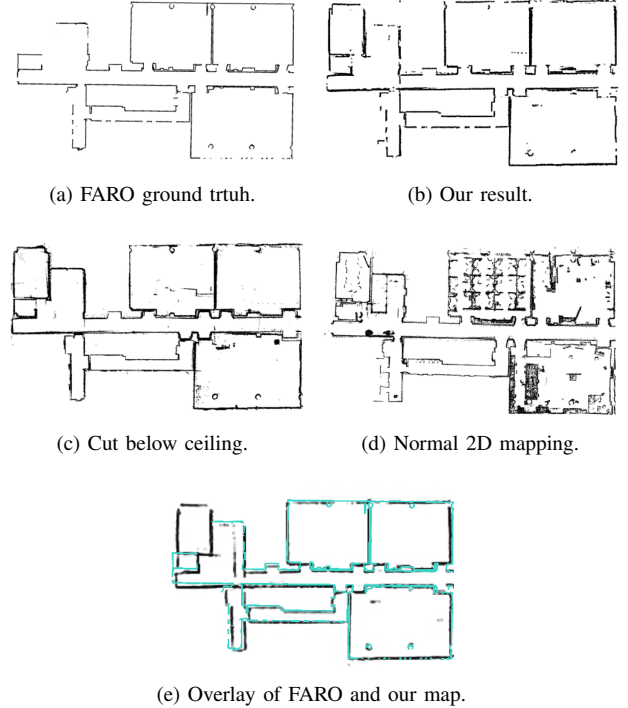 (a) FARO ground trtuh.
(b) Our result.
(c) Cut below ceiling.
(d) Normal 2D mapping.
(e) Overlay of FARO and our map.